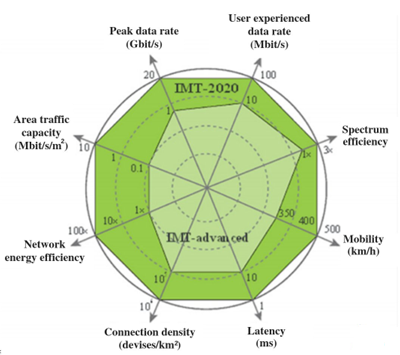 Peak data rate
(Gbit/s)
User experienced
data rate
(Mbit/s)
20
100
IMT-2020
1
10
Area traffic
capacity
(Mbit/s/m²)
10
1
0.1
Spectrum
efficiency
1×
3×
Network
energy efficiency
100×
10×
1×
350
400
500
Mobility
(km/h)
IMT-advanced
10
1
Latency
(ms)
Connection density
(devises/km²)